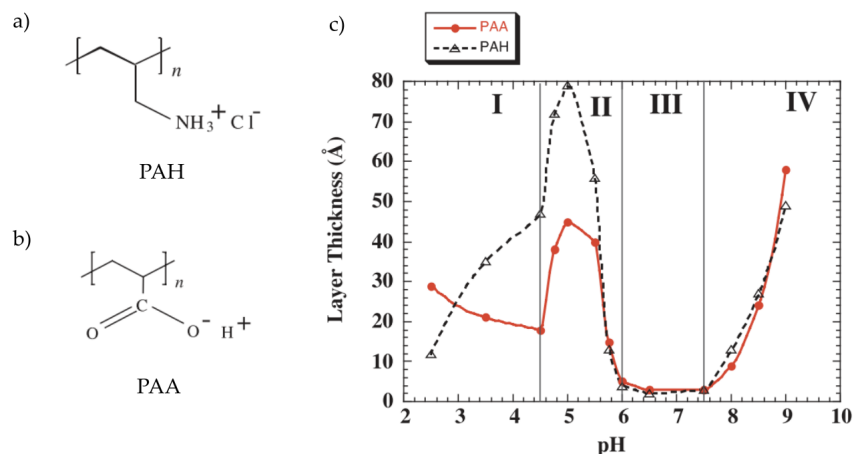 a)
n
NH3+ Cl-
PAH
b)
n
C
O
O- H+
PAA
c)
PAA
PAH
I
II
III
IV
Layer Thickness (Å)
80
70
60
50
40
30
20
10
0
2
3
4
5
6
7
8
9
10
pH